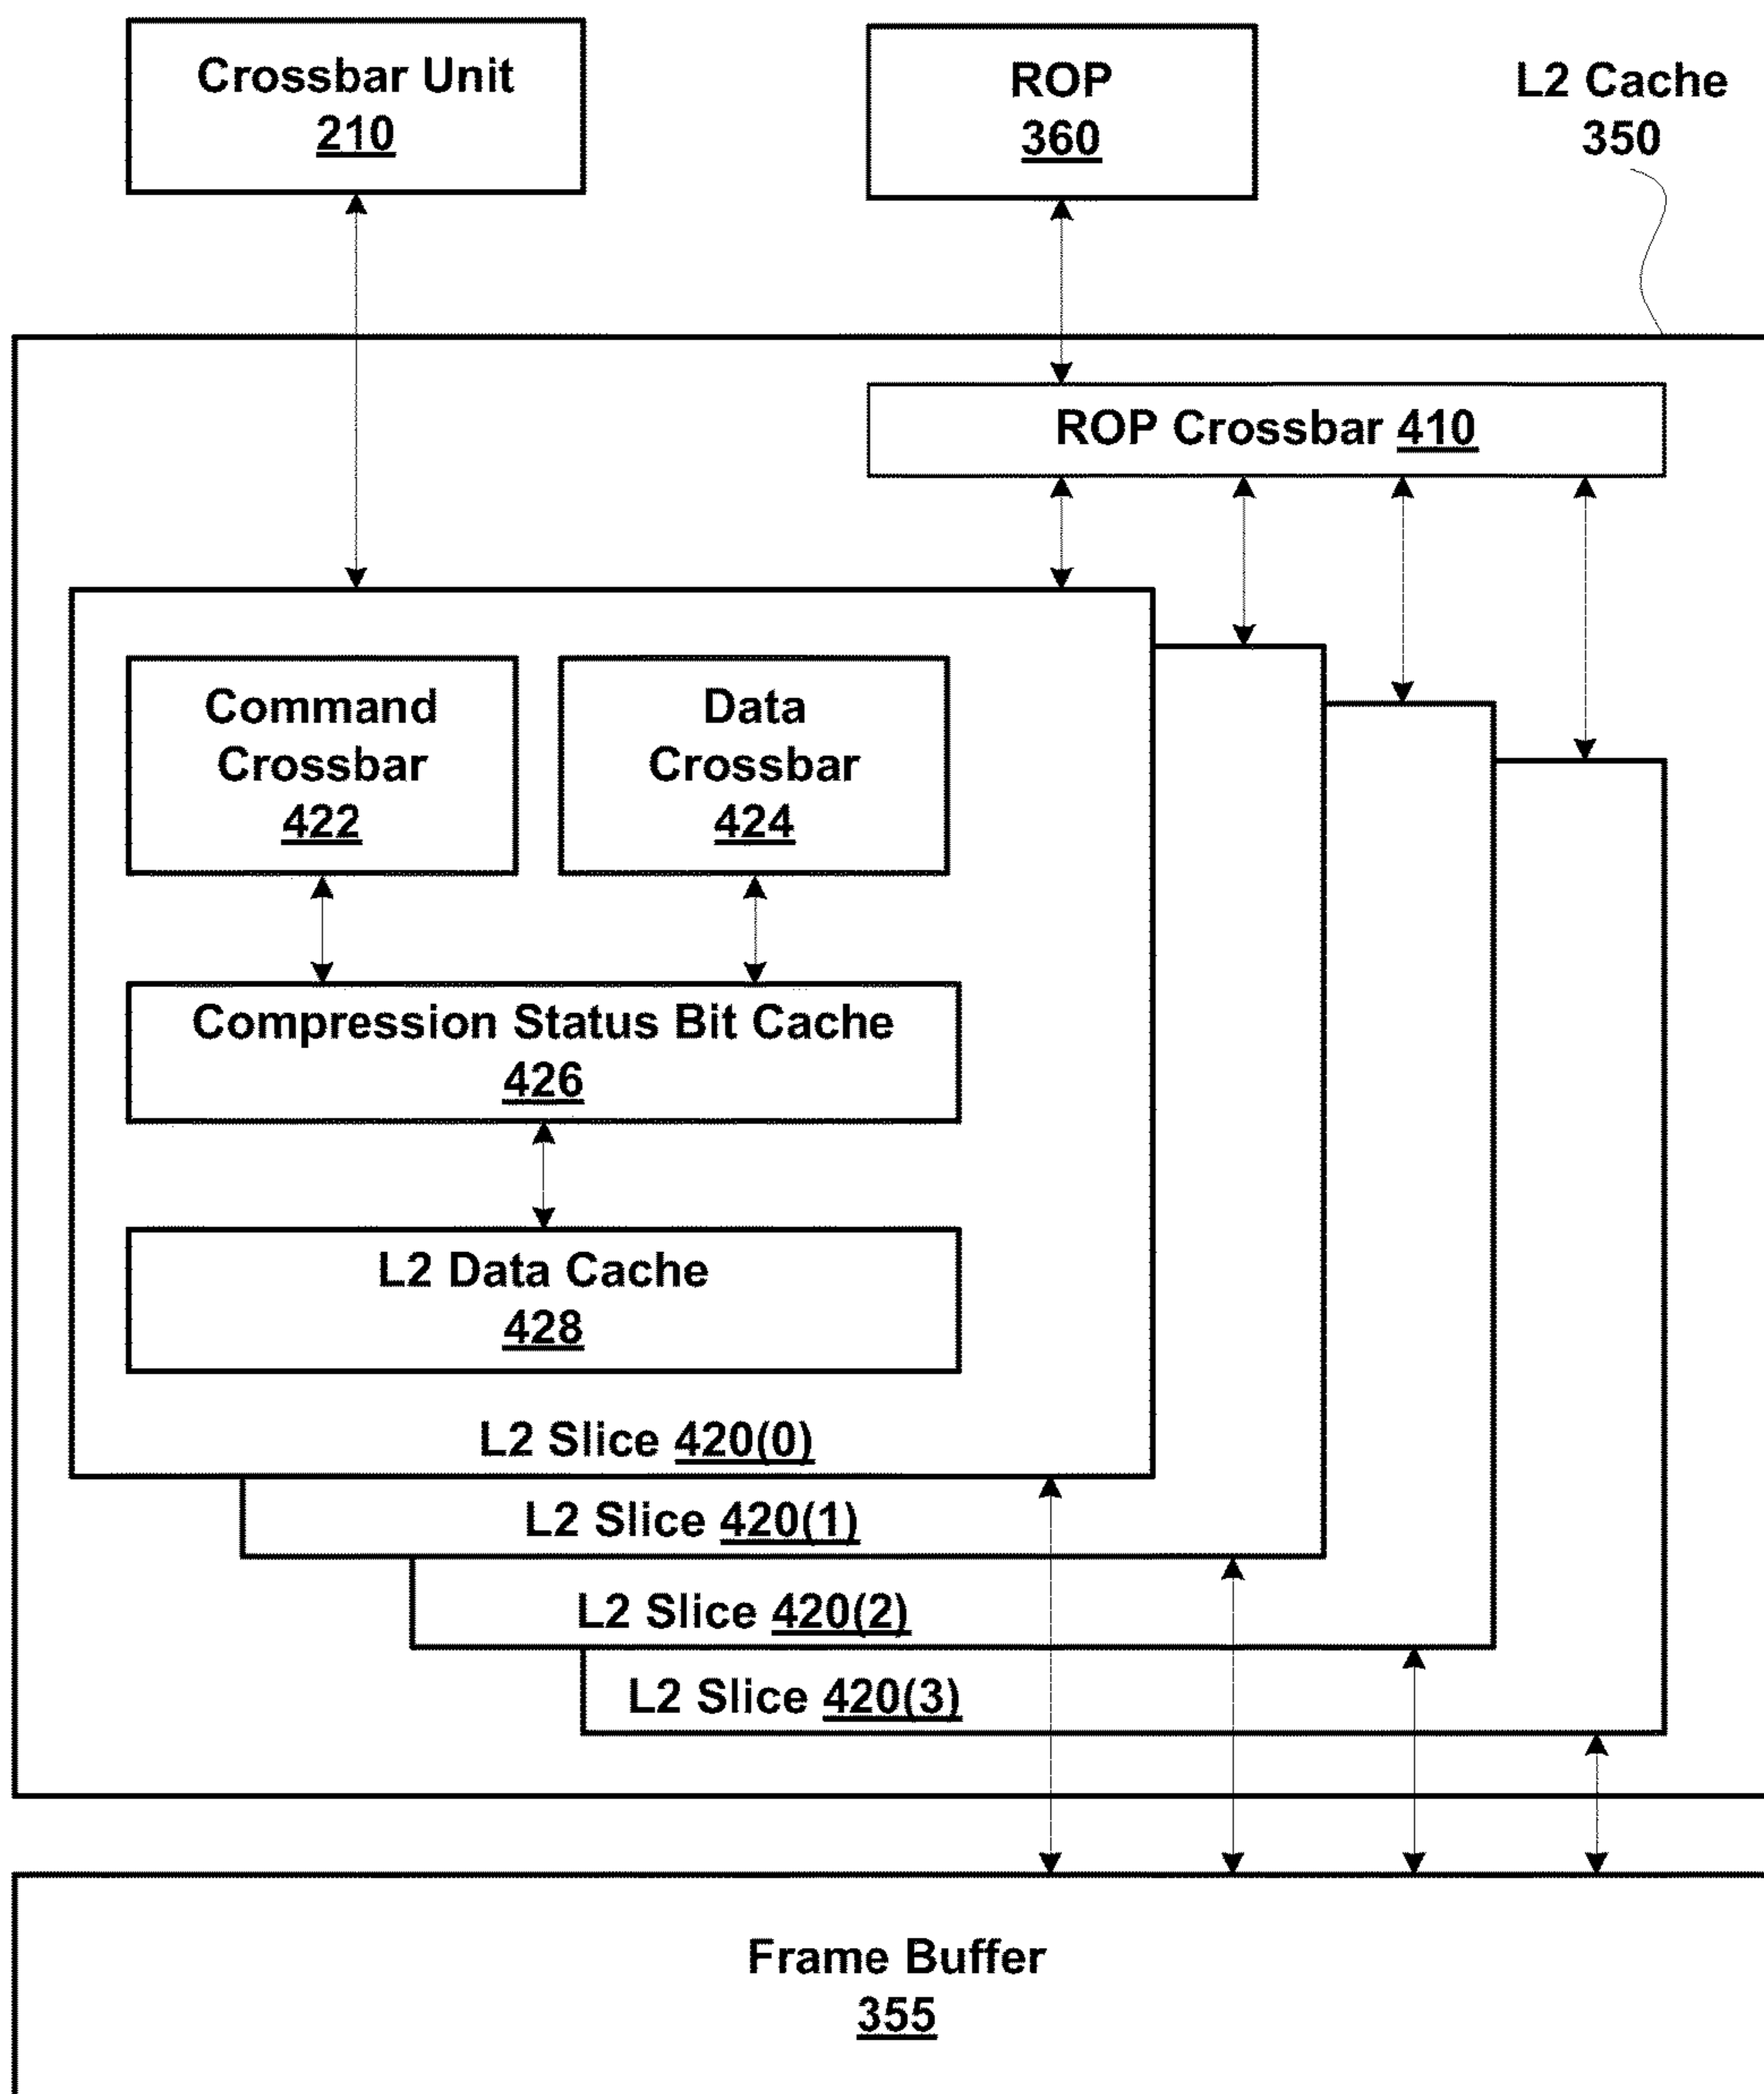 Crossbar Unit
210
ROP
360
L2 Cache
350
ROP Crossbar 410
Command
Crossbar
422
Data
Crossbar
424
Compression Status Bit Cache
426
L2 Data Cache
428
L2 Slice 420(0)
L2 Slice 420(1)
L2 Slice 420(2)
L2 Slice 420(3)
Frame Buffer
355